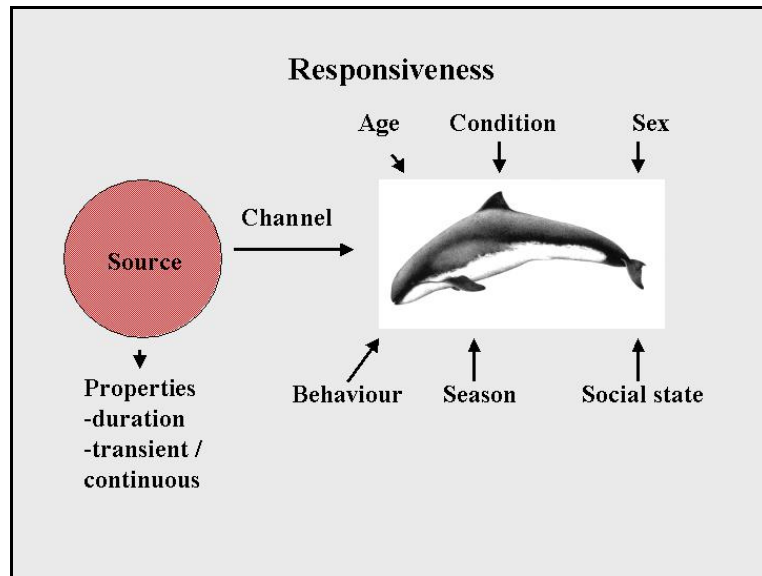 Responsiveness
Age Condition Sex
Channel
Source
Properties
-duration
-transient /
continuous
Behaviour Season Social state